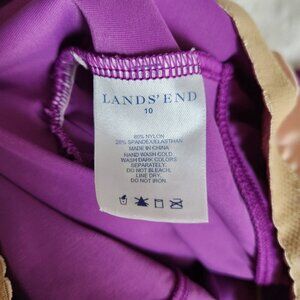 LANDS' END
10
80% NYLON
20% SPANDEX/ELASTHAN
MADE IN CHINA
HAND WASH COLD.
WASH DARK COLORS
SEPARATELY.
DO NOT BLEACH.
LINE DRY.
DO NOT IRON.